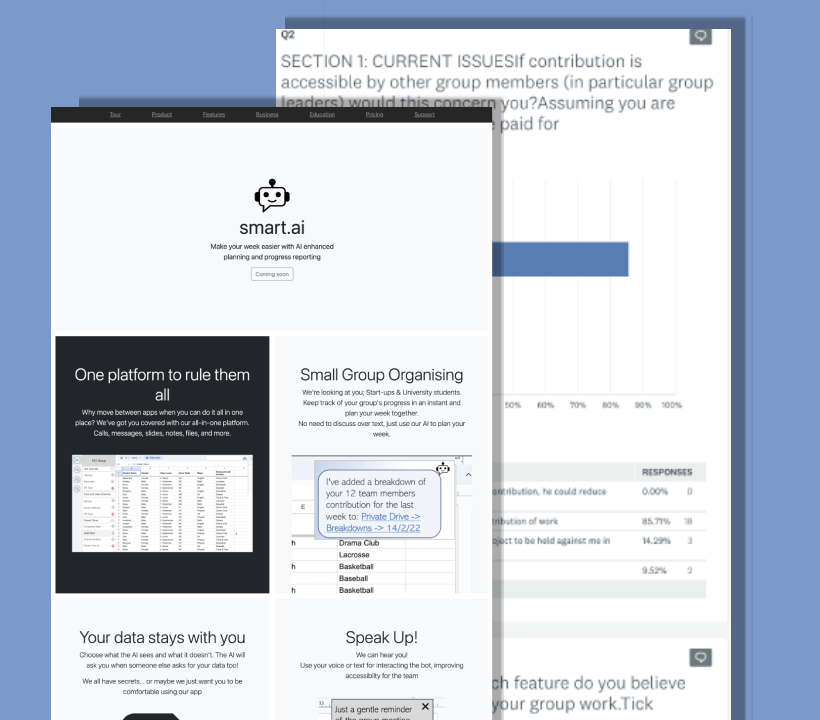 Q2
SECTION 1: CURRENT ISSUESIf contribution is
accessible by other group members (in particular group
leaders) would this concern you?Assuming you are
paid for
50% 60% 70% 80% 90% 100%
RESPONSES
ontribution, he could reduce 0.00% 0
tribution of work 85.71% 18
bject to be held against me in 14.29% 3
9.52% 2
ch feature do you believe
your group work.Tick
Tour Product Features Business Education Pricing Support
smart.ai
Make your week easier with AI enhanced
planning and progress reporting
Coming soon
One platform to rule them
all
Why move between apps when you can do it all in one
place? We've got you covered with our all-in-one platform.
Calls, messages, slides, notes, files, and more.
Small Group Organising
We're looking at you; Start-ups & University students.
Keep track of your group's progress in an instant and
plan your week together.
No need to discuss over text, just use our AI to plan your
week.
E
I've added a breakdown of
your 12 team members
contribution for the last
week to: Private Drive ->
Breakdowns -> 14/2/22
h Drama Club
Lacrosse
h Basketball
Baseball
h Basketball
Your data stays with you
Choose what the AI sees and what it doesn't. The AI will
ask you when someone else asks for your data too!
We all have secrets... or maybe we just want you to be
comfortable using our app
Speak Up!
We can hear you!
Use your voice or text for interacting the bot, improving
accessiblity for the team
Just a gentle reminder
of the group meeting